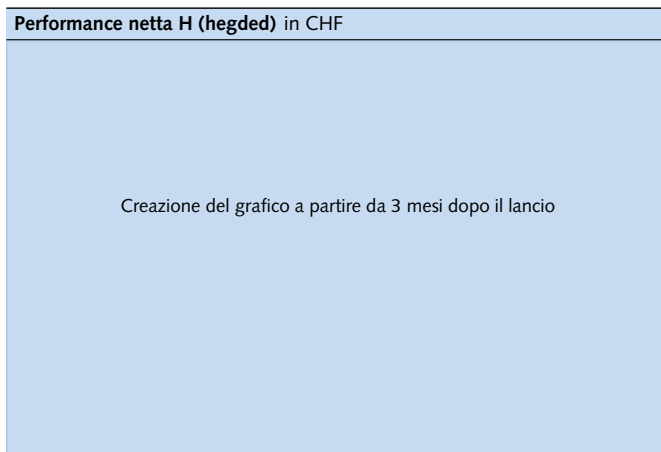 Performance netta H (hegded) in CHF
Creazione del grafico a partire da 3 mesi dopo il lancio